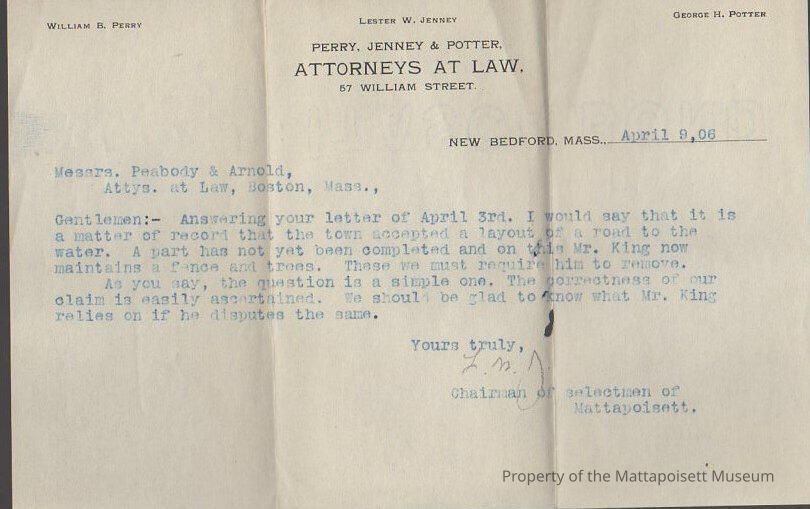 WILLIAM B. PERRY
LESTER W. JENNEY
GEORGE H. POTTER
PERRY, JENNEY & POTTER,
ATTORNEYS AT LAW,
57 WILLIAM STREET.
NEW BEDFORD, MASS., April 9,06
Messrs. Peabody & Arnold,
Attys. at Law, Boston, Mass.,
Gentlemen:- Answering your letter of April 3rd. I would say that it is
a matter of record that the town accepted a layout of a road to the
water. A part has not yet been completed and on this Mr. King now
maintains a fence and trees. These we must require him to remove.
As you say, the question is a simple one. The correctness of our
claim is easily ascertained. We should be glad to know what Mr. King
relies on if he disputes the same.
Yours truly,
Chairman of selectmen of
Mattapoisett.
Property of the Mattapoisett Museum